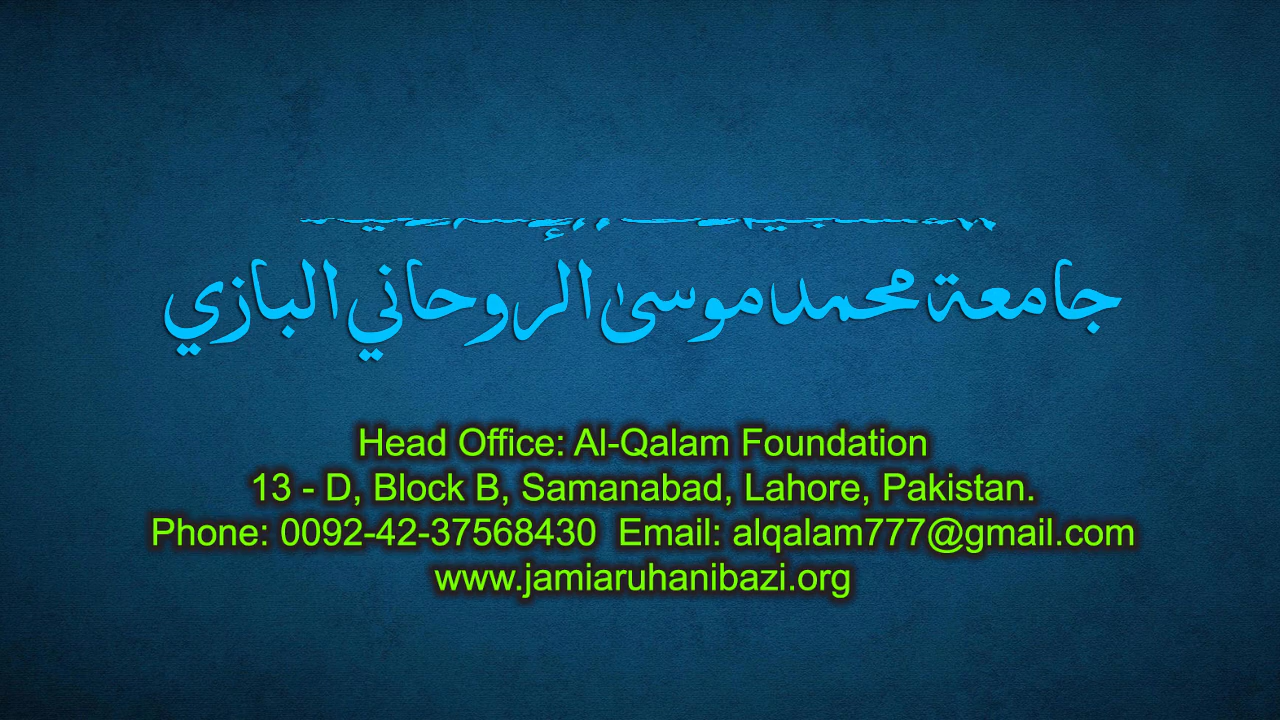 جامعة محمد موسىٰ الروحاني البازي
Head Office: Al-Qalam Foundation
13 - D, Block B, Samanabad, Lahore, Pakistan.
Phone: 0092-42-37568430 Email: alqalam777@gmail.com
www.jamiaruhanibazi.org